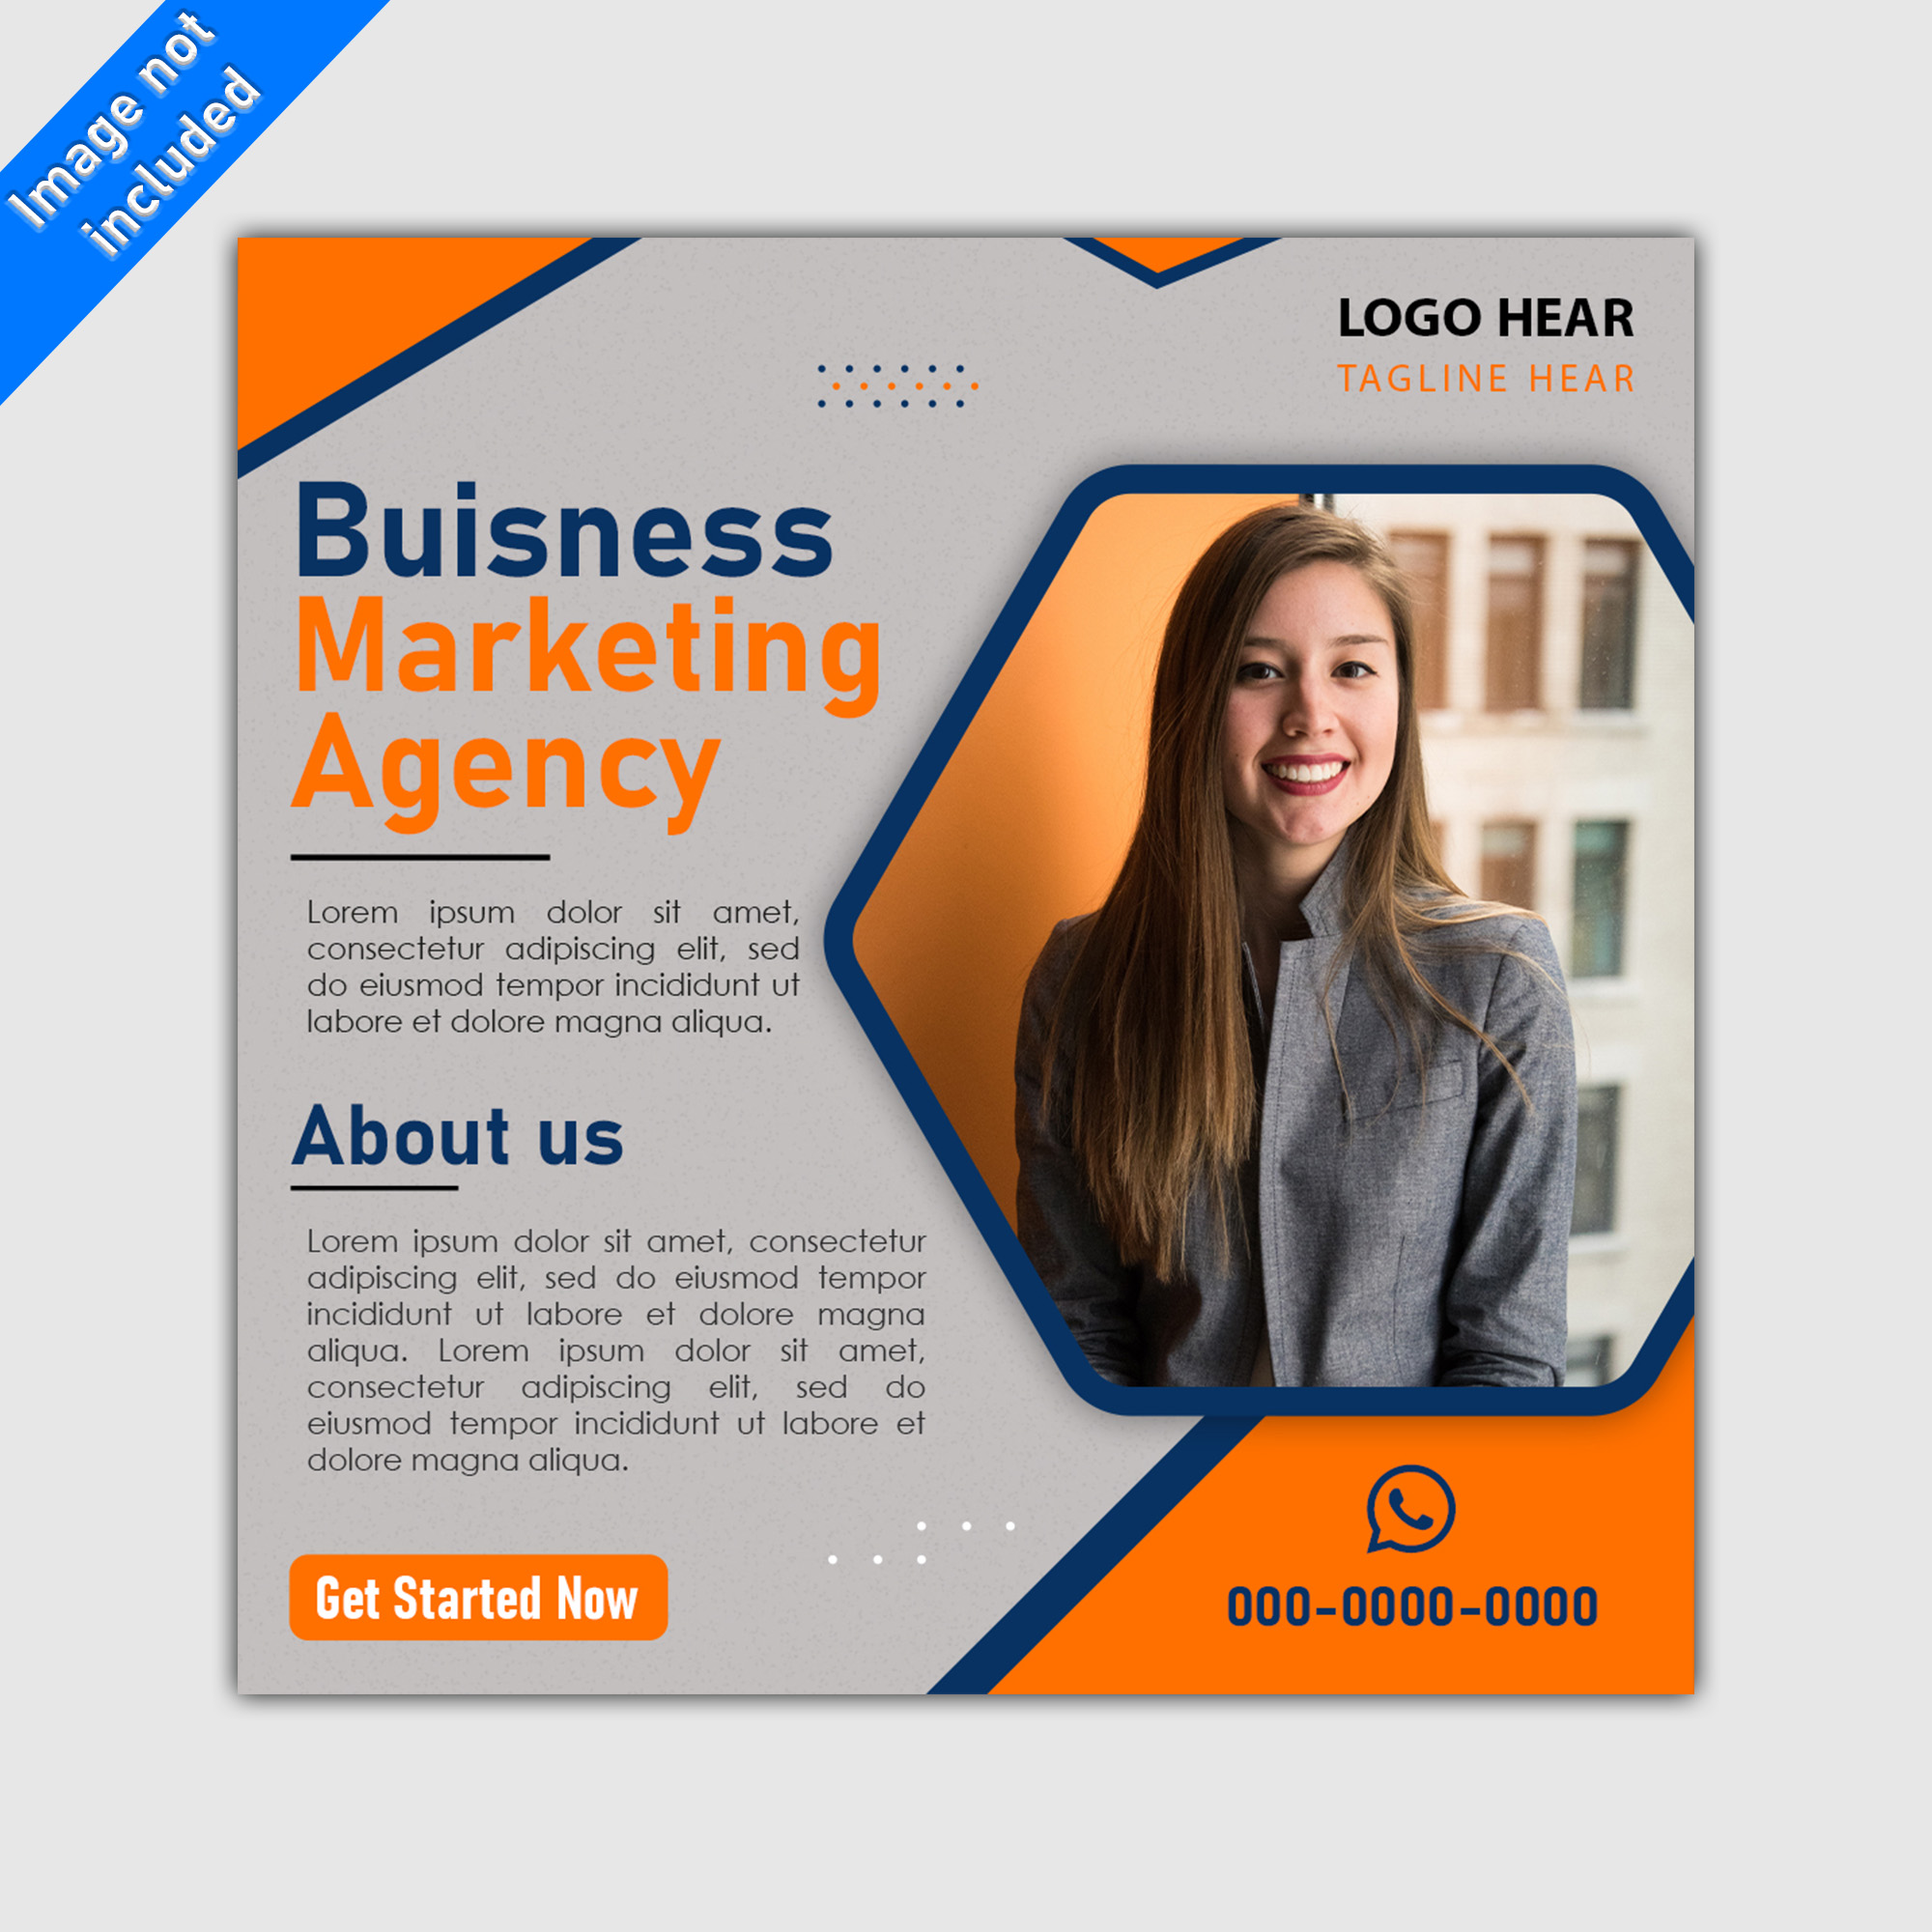 Image not
included
LOGO HEAR
TAGLINE HEAR
Buisness
Marketing
Agency
Lorem ipsum dolor sit amet,
consectetur adipiscing elit, sed
do eiusmod tempor incididunt ut
labore et dolore magna aliqua.
About us
Lorem ipsum dolor sit amet, consectetur
adipiscing elit, sed do eiusmod tempor
incididunt ut labore et dolore magna
aliqua. Lorem ipsum dolor sit amet,
consectetur adipiscing elit, sed do
eiusmod tempor incididunt ut labore et
dolore magna aliqua.
Get Started Now
000-0000-0000